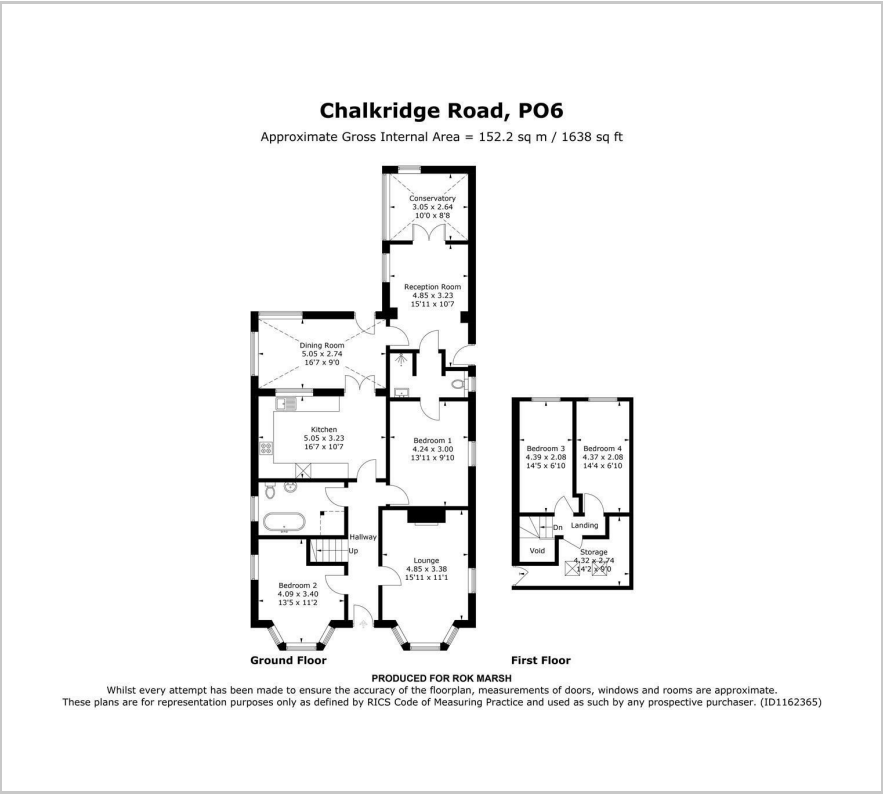 Chalkridge Road, PO6
Approximate Gross Internal Area = 152.2 sq m / 1638 sq ft
Conservatory
3.05 x 2.64
10'0 x 8'8
Reception Room
4.85 x 3.23
15'11 x 10'7
Dining Room
5.05 x 2.74
16'7 x 9'0
Kitchen
5.05 x 3.23
16'7 x 10'7
Bedroom 1
4.24 x 3.00
13'11 x 9'10
Hallway
Up
Lounge
4.85 x 3.38
15'11 x 11'1
Bedroom 2
4.09 x 3.40
13'5 x 11'2
Ground Floor
Bedroom 3
4.39 x 2.08
14'5 x 6'10
Bedroom 4
4.37 x 2.08
14'4 x 6'10
Dn
Landing
Void
Storage
4.32 x 2.74
14'2 x 9'0
First Floor
PRODUCED FOR ROK MARSH
Whilst every attempt has been made to ensure the accuracy of the floorplan, measurements of doors, windows and rooms are approximate.
These plans are for representation purposes only as defined by RICS Code of Measuring Practice and used as such by any prospective purchaser. (ID1162365)